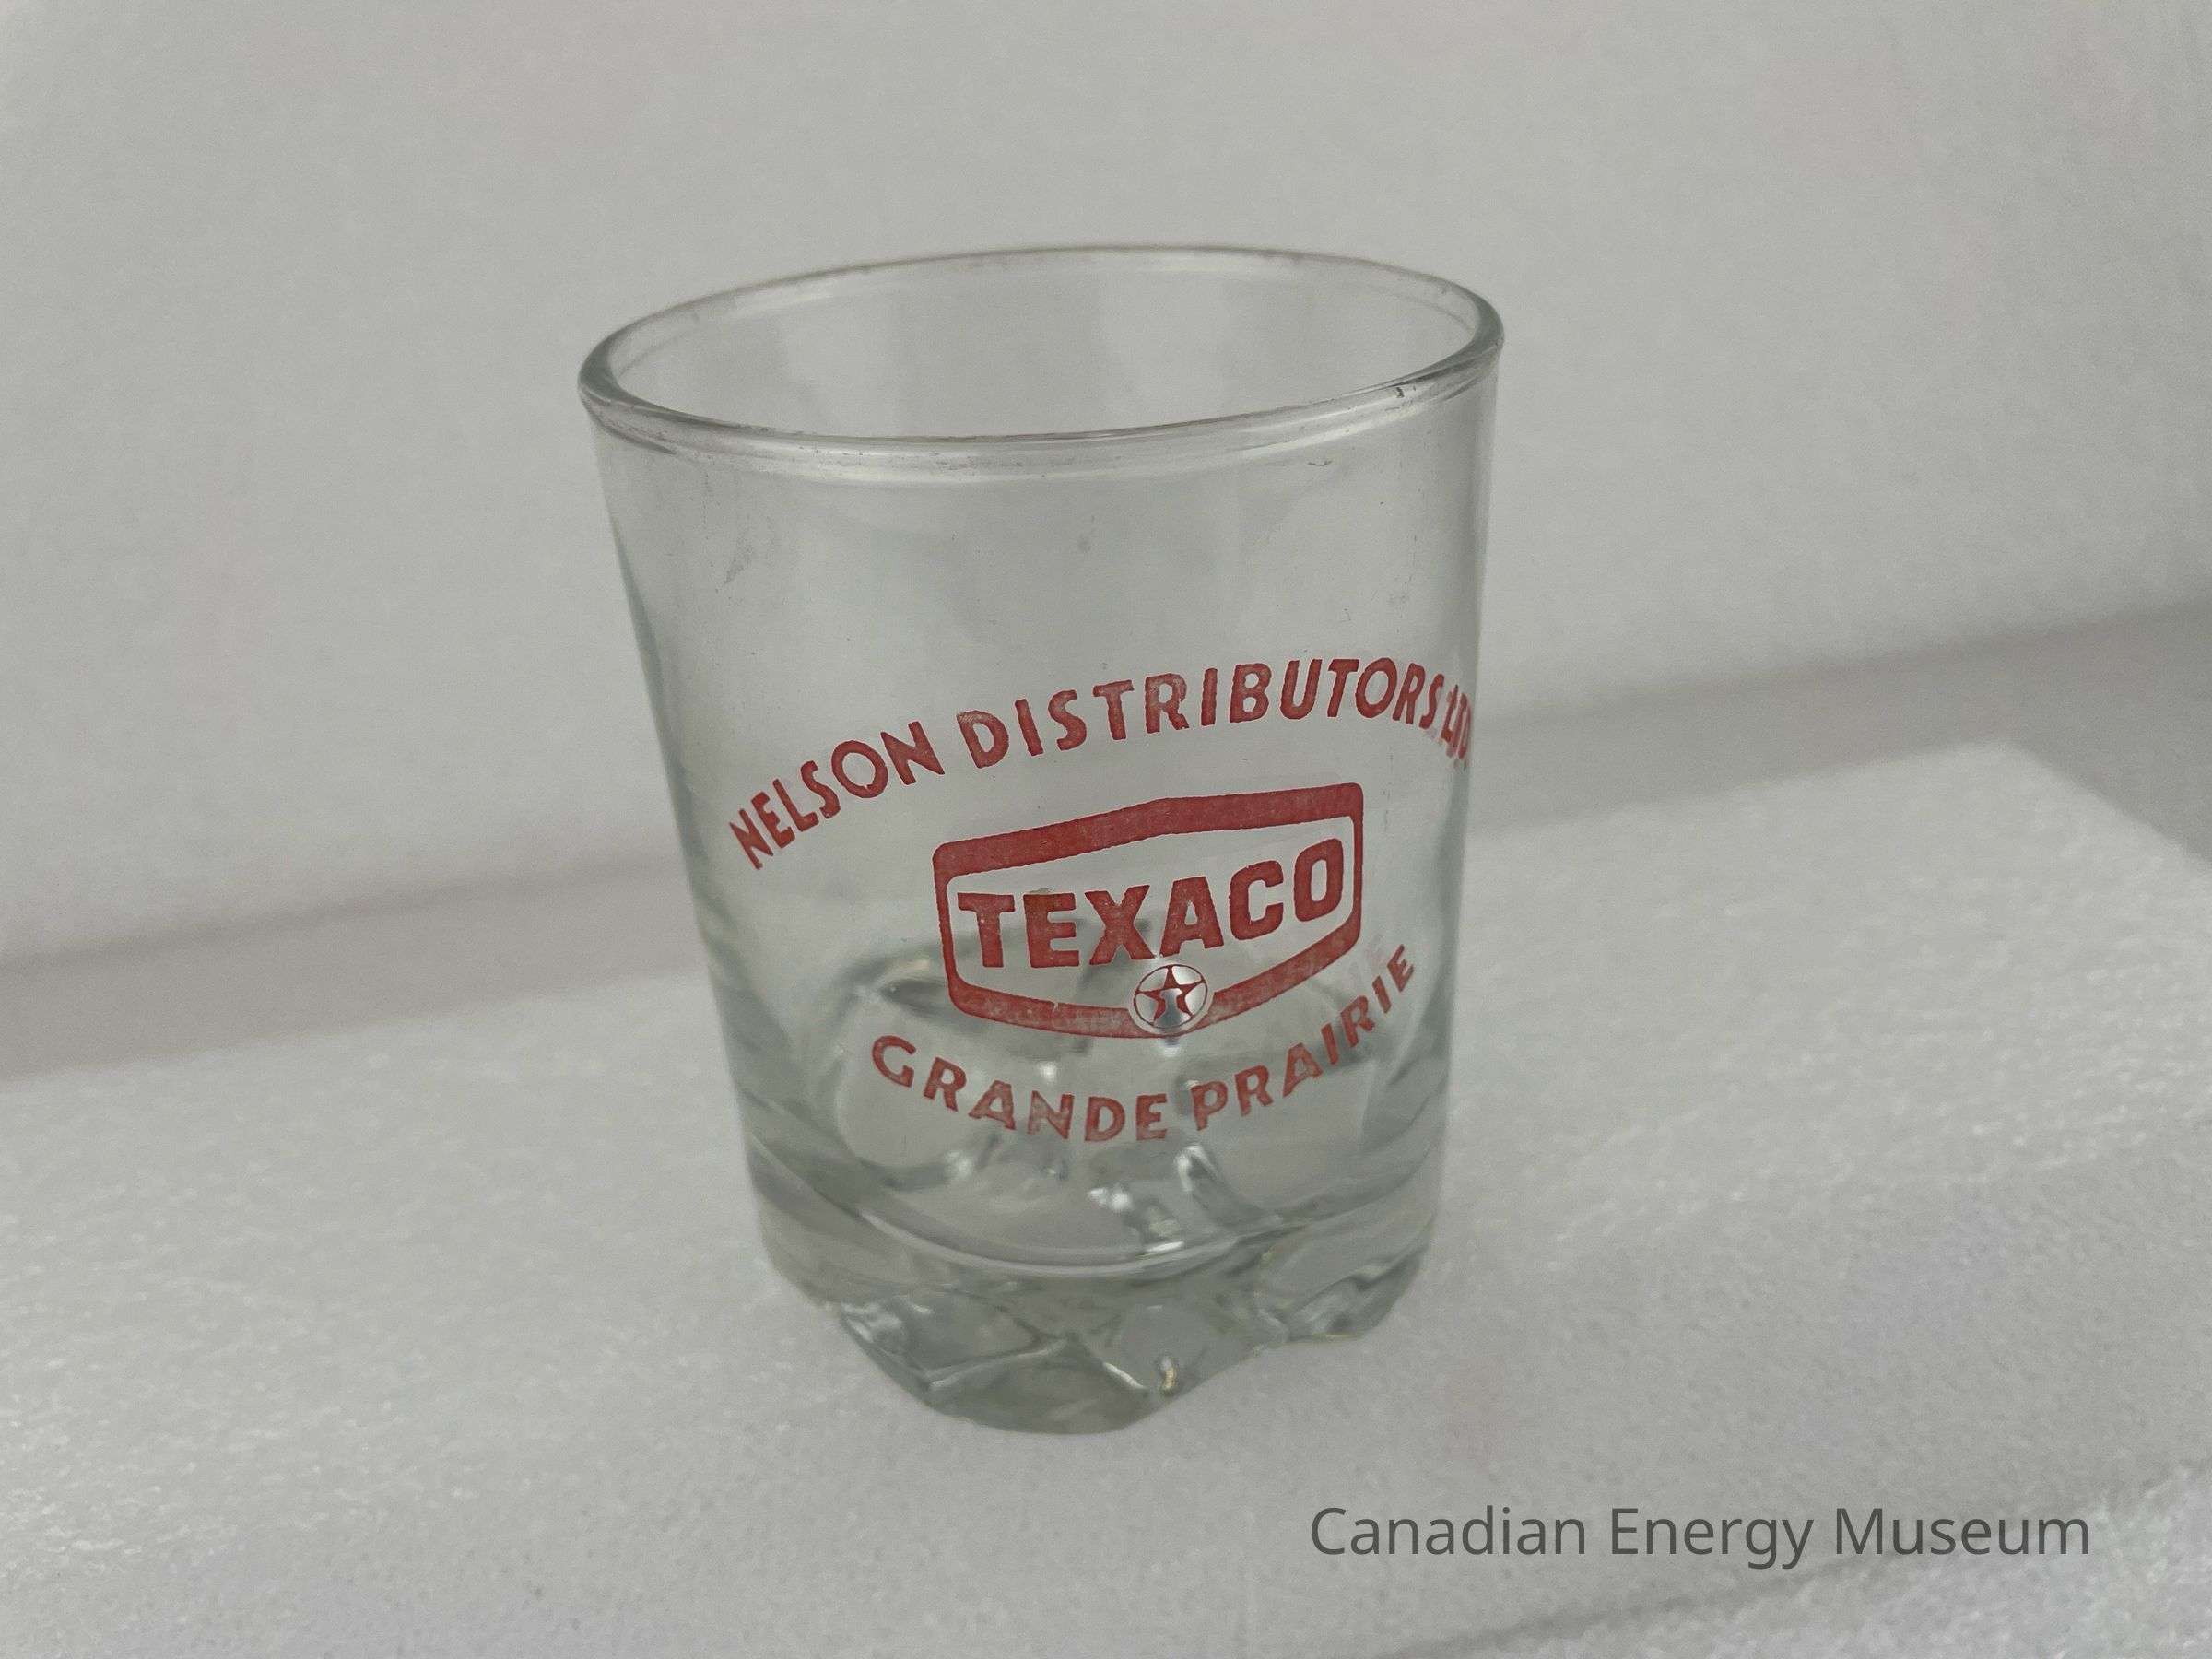 NELSON DISTRIBUTORS LTD
TEXACO
GRANDE PRAIRIE
Canadian Energy Museum